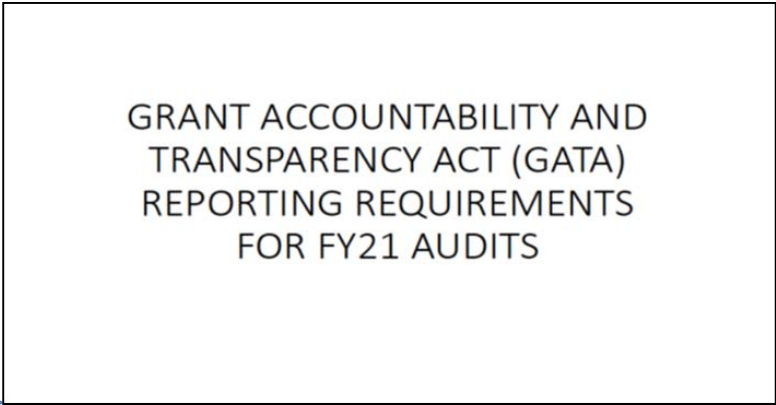 GRANT ACCOUNTABILITY AND
TRANSPARENCY ACT (GATA)
REPORTING REQUIREMENTS
FOR FY21 AUDITS